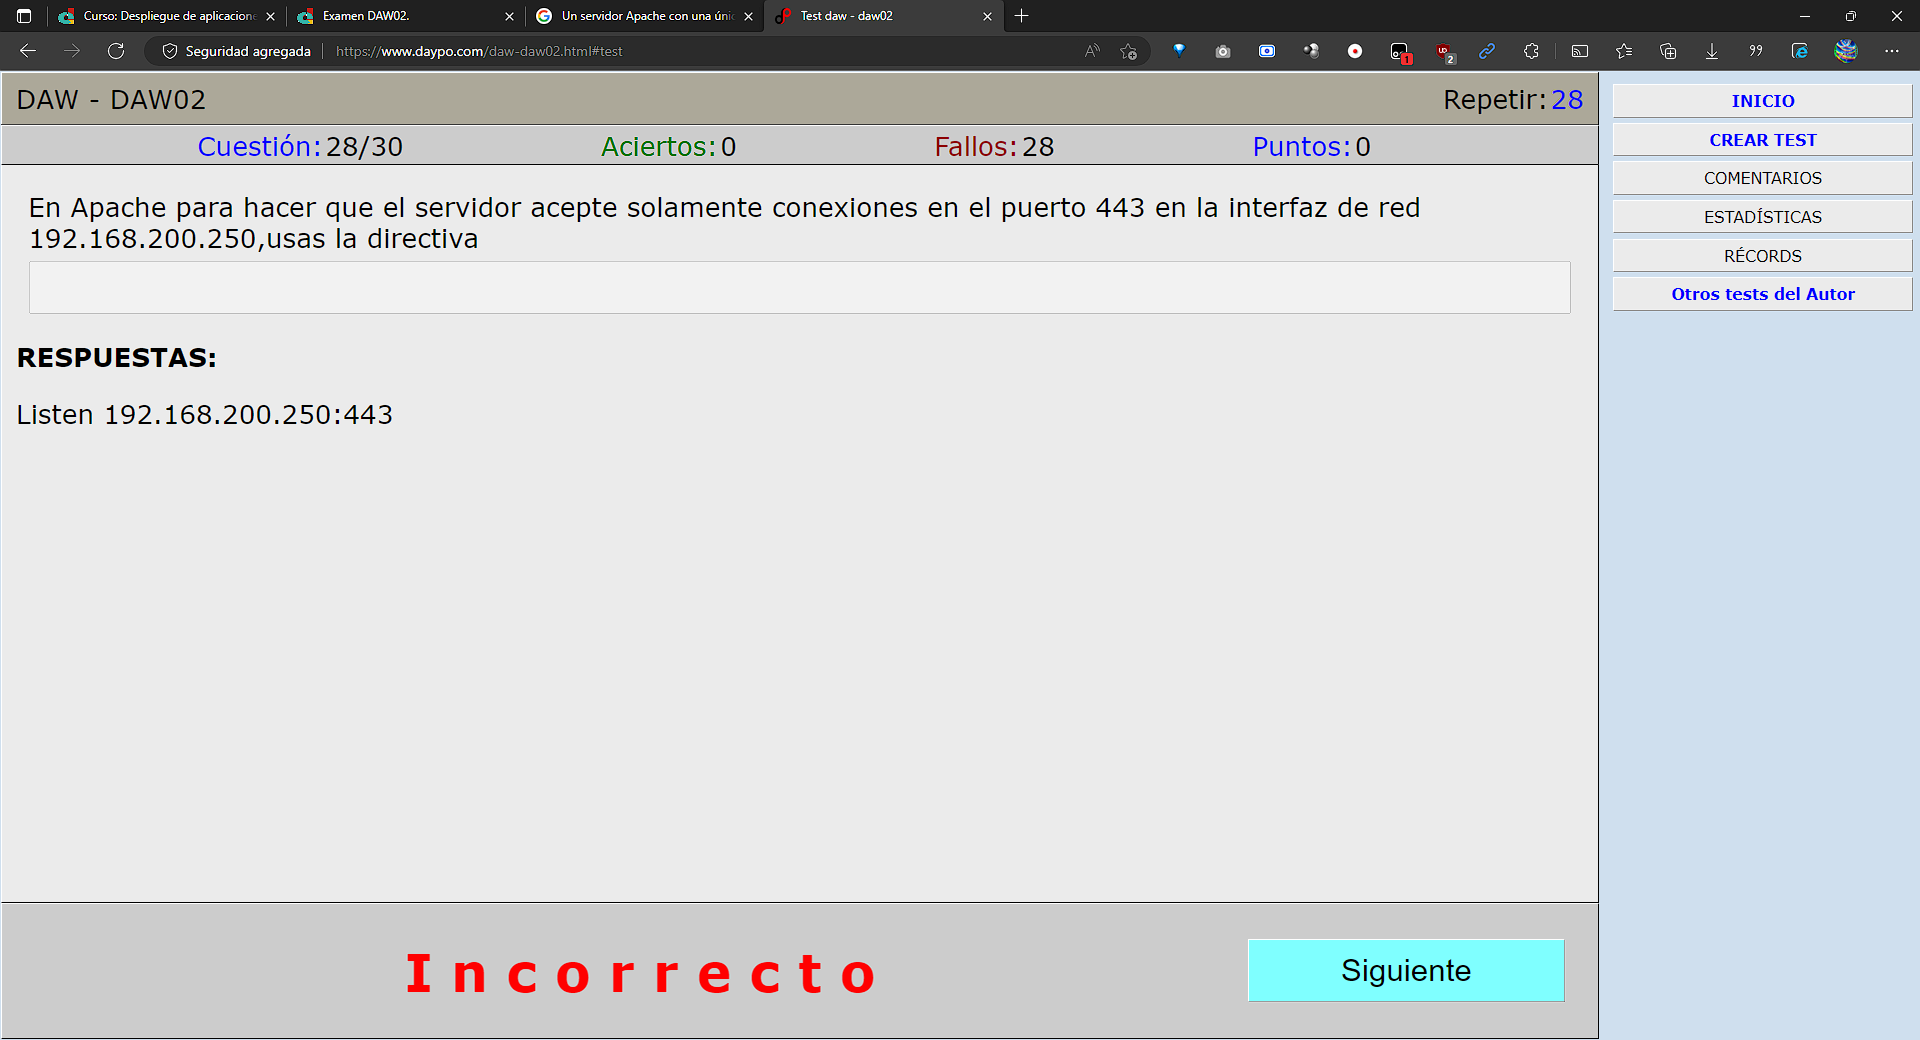 Curso: Despliegue de aplicacione
Examen DAW02.
Un servidor Apache con una únic
Test daw - daw02
Seguridad agregada
https://www.daypo.com/daw-daw02.html#test
1
2
DAW - DAW02
Repetir:28
Cuestión:28/30
Aciertos:0
Fallos:28
Puntos:0
En Apache para hacer que el servidor acepte solamente conexiones en el puerto 443 en la interfaz de red
192.168.200.250,usas la directiva
RESPUESTAS:
Listen 192.168.200.250:443
Incorrecto
Siguiente
INICIO
CREAR TEST
COMENTARIOS
ESTADÍSTICAS
RÉCORDS
Otros tests del Autor